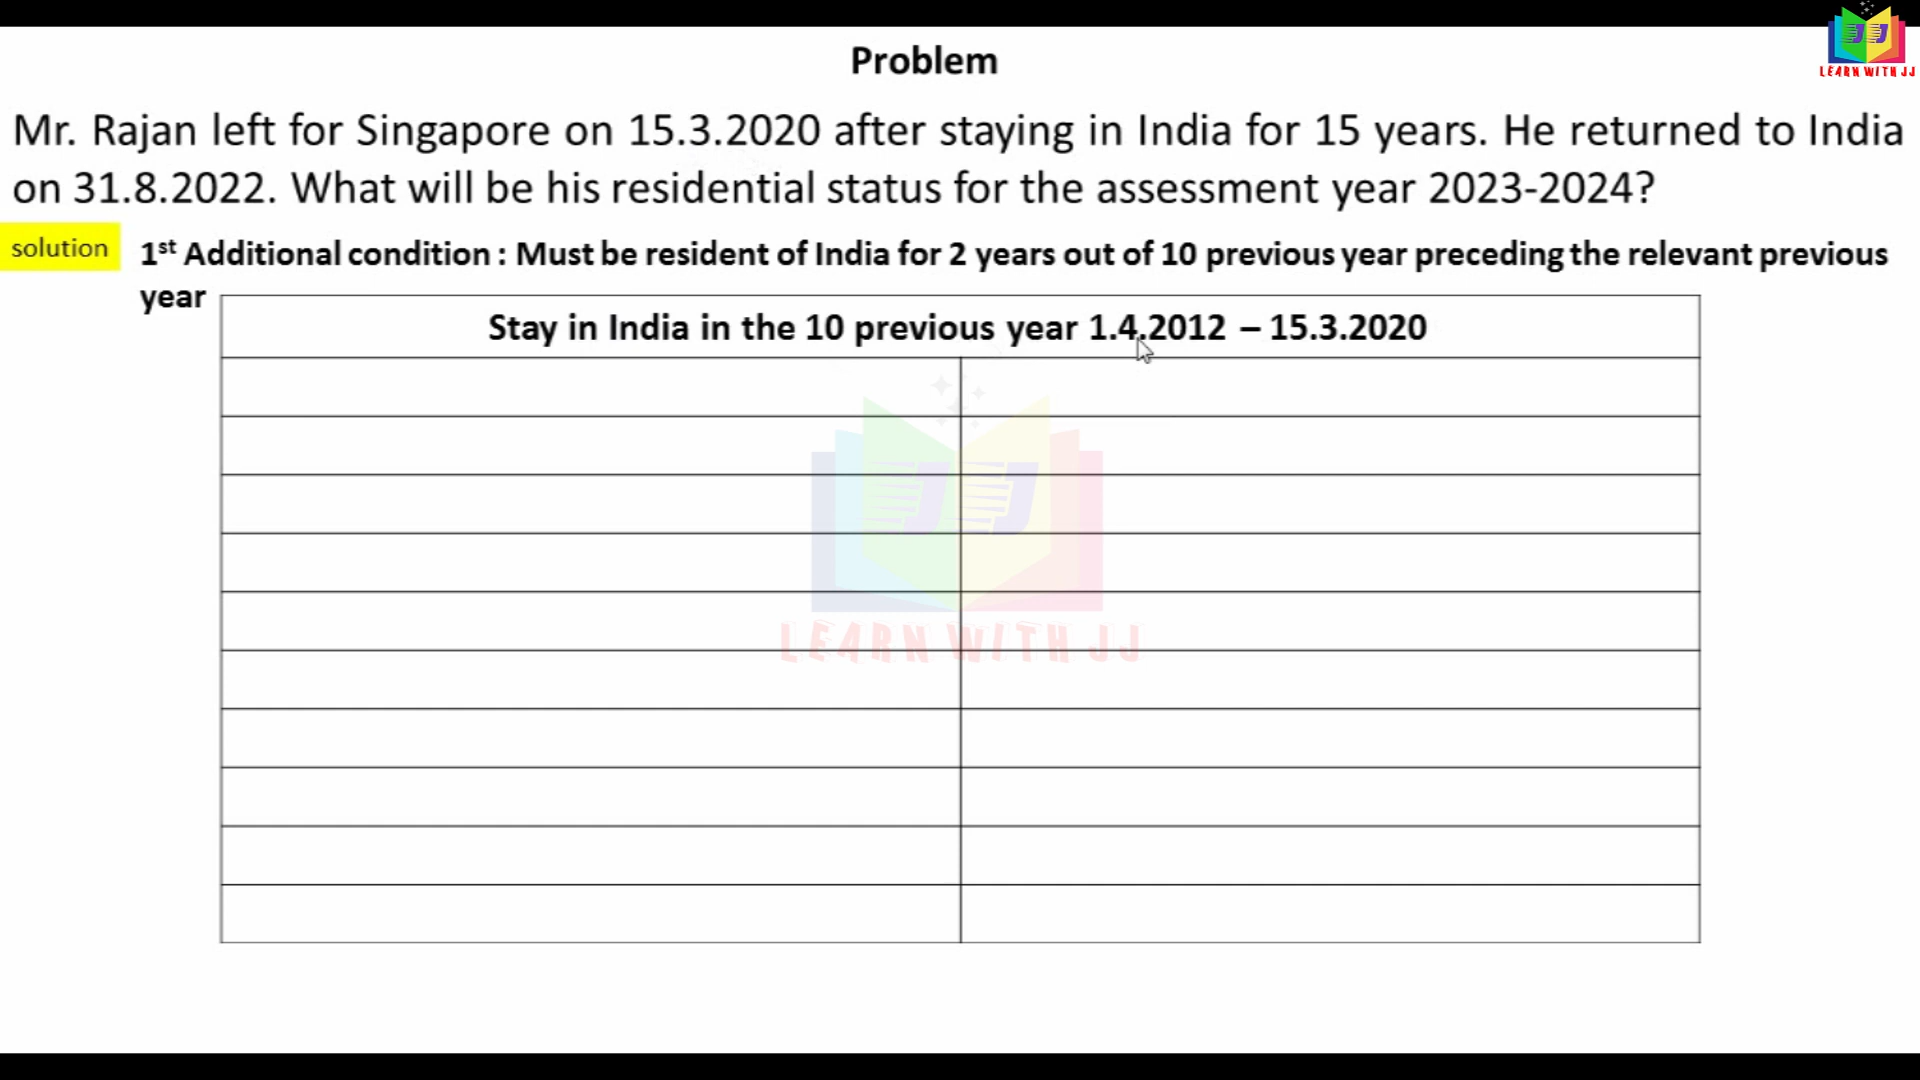 Problem
LEARN WITH JJ
Mr. Rajan left for Singapore on 15.3.2020 after staying in India for 15 years. He returned to India
on 31.8.2022. What will be his residential status for the assessment year 2023-2024?
solution
1st Additional condition : Must be resident of India for 2 years out of 10 previous year preceding the relevant previous
year
Stay in India in the 10 previous year 1.4.2012 – 15.3.2020
JJ
LEARN WITH JJ